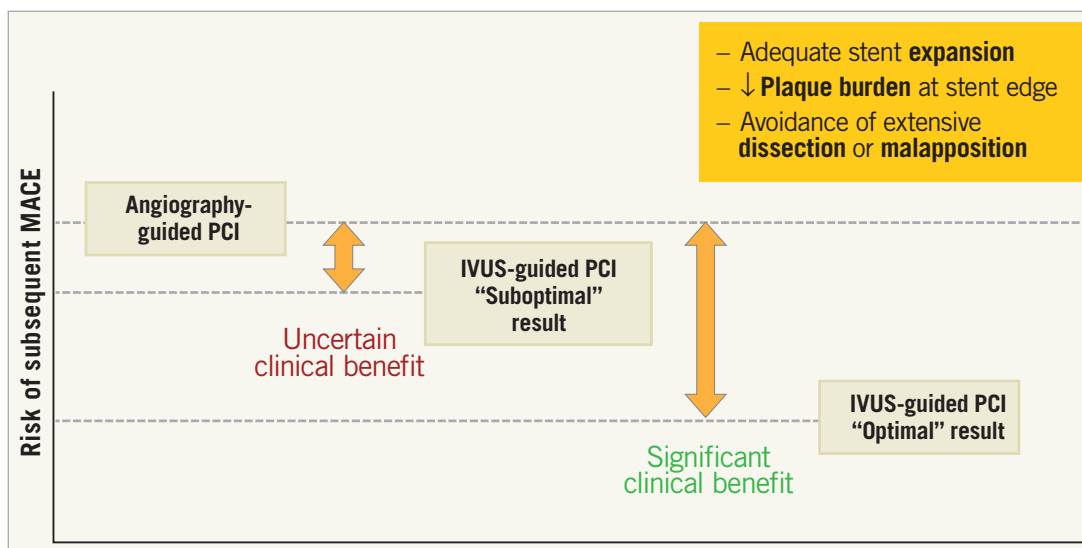 – Adequate stent expansion
– ↓ Plaque burden at stent edge
– Avoidance of extensive
dissection or malapposition
Risk of subsequent MACE
Angiography-
guided PCI
IVUS-guided PCI
“Suboptimal”
result
Uncertain
clinical benefit
IVUS-guided PCI
“Optimal” result
Significant
clinical benefit